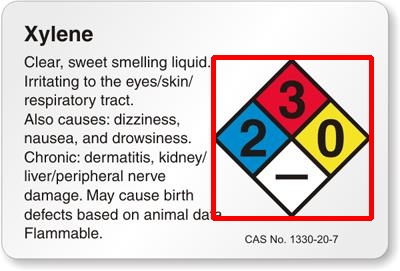 Xylene
Clear, sweet smelling liquid.
Irritating to the eyes/skin/
respiratory tract.
Also causes: dizziness,
nausea, and drowsiness.
Chronic: dermatitis, kidney/
liver/peripheral nerve
damage. May cause birth
defects based on animal data.
Flammable.
3
2 0
–
CAS No. 1330-20-7